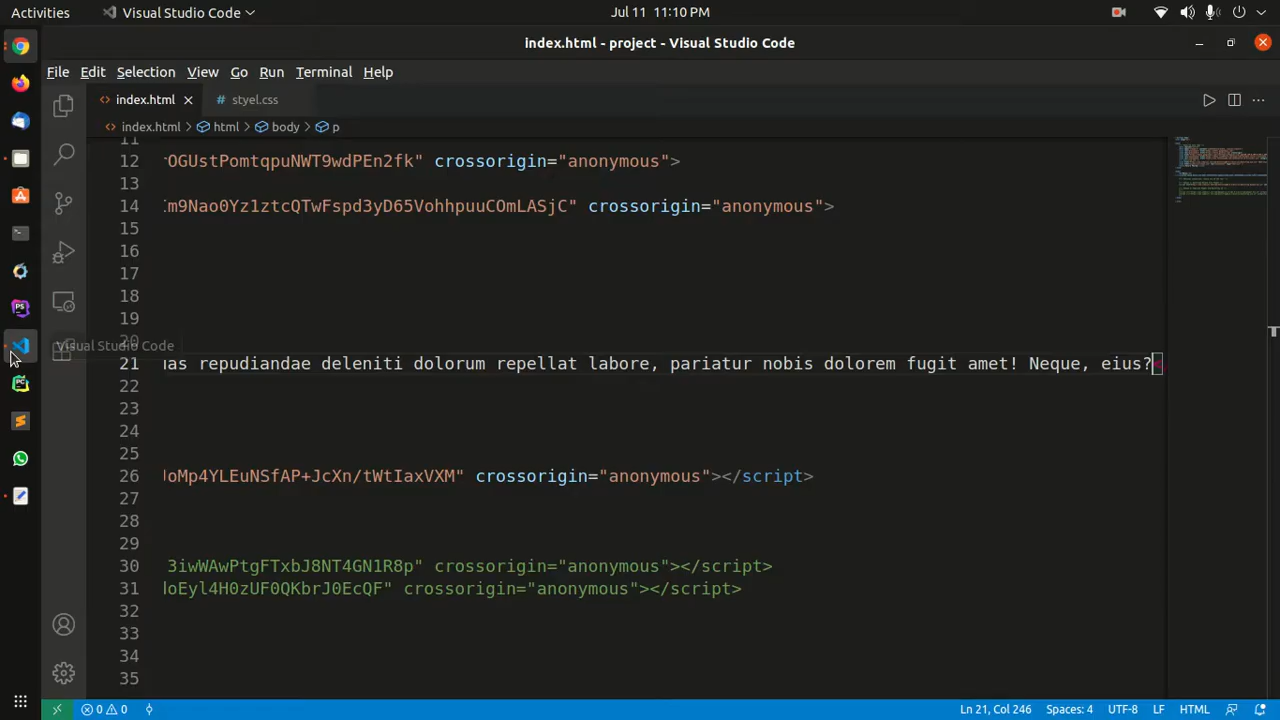 Activities
Visual Studio Code
Jul 11 11:10 PM
index.html - project - Visual Studio Code
File Edit Selection View Go Run Terminal Help
index.html
# styel.css
index.html html body p
11
12 OGUstPomtqpuNWT9wdPEn2fk" crossorigin="anonymous">
13
14 m9Nao0Yz1ztcQTwFspd3yD65VohhpuuCOmLASjC" crossorigin="anonymous">
15
16
17
18
19
20
Visual Studio Code
21 as repudiandae deleniti dolorum repellat labore, pariatur nobis dolorem fugit amet! Neque, eius?<
22
23
24
25
26 oMp4YLEuNSfAP+JcXn/tWtIaxVXM" crossorigin="anonymous"></script>
27
28
29
30 3iwWAwPtgFTxbJ8NT4GN1R8p" crossorigin="anonymous"></script>
31 oEyl4H0zUF0QKbrJ0EcQF" crossorigin="anonymous"></script>
32
33
34
35
0 0
Ln 21, Col 246 Spaces: 4 UTF-8 LF HTML